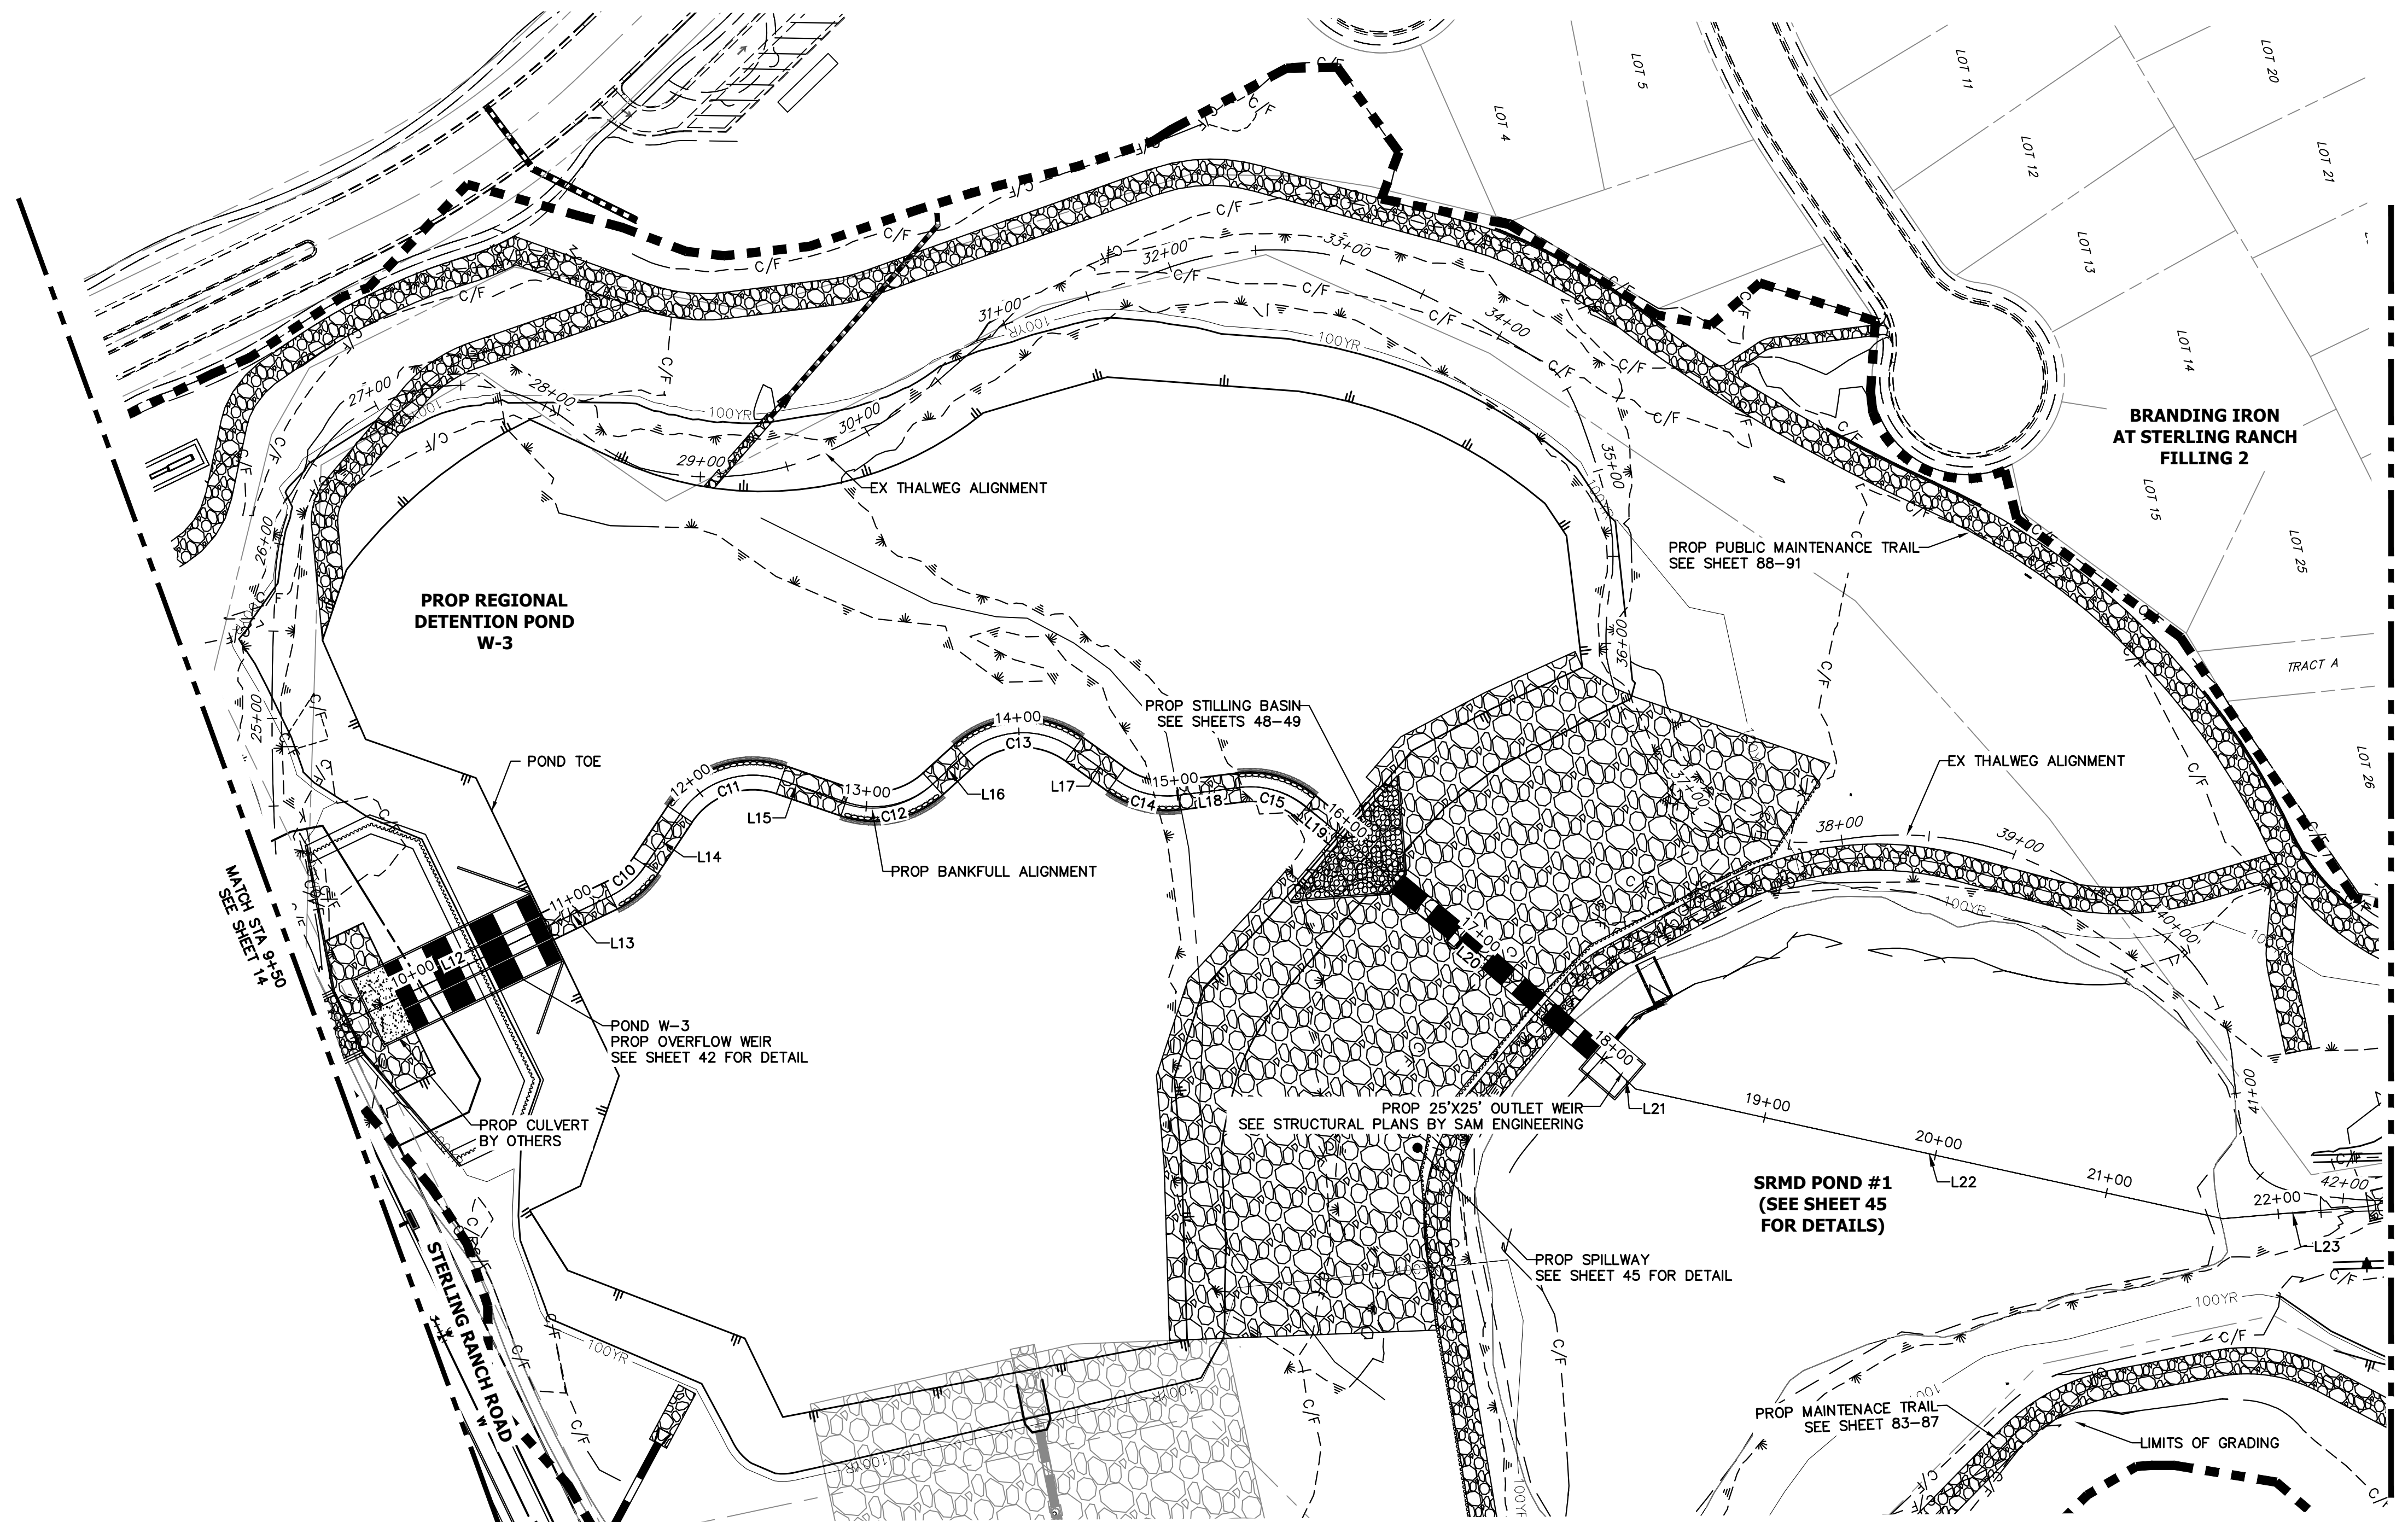 LOT 4
LOT 5
LOT 11
LOT 12
LOT 13
LOT 14
LOT 15
LOT 20
LOT 21
LOT 25
LOT 26
TRACT A
BRANDING IRON
AT STERLING RANCH
FILLING 2
C/F
C/F
C/F
C/F
C/F
C/F
C/F
C/F
C/F
C/F
C/F
C/F
100YR
100YR
100YR
25+00
26+00
27+00
28+00
29+00
30+00
31+00
32+00
33+00
34+00
35+00
36+00
37+00
38+00
39+00
40+00
41+00
42+00
EX THALWEG ALIGNMENT
PROP PUBLIC MAINTENANCE TRAIL
SEE SHEET 88-91
PROP REGIONAL
DETENTION POND
W-3
PROP STILLING BASIN
SEE SHEETS 48-49
POND TOE
EX THALWEG ALIGNMENT
PROP BANKFULL ALIGNMENT
10+00
11+00
12+00
13+00
14+00
15+00
16+00
17+00
18+00
19+00
20+00
21+00
22+00
C10
C11
C12
C13
C14
C15
L12
L13
L14
L15
L16
L17
L18
L19
L20
L21
L22
L23
MATCH STA 9+50
SEE SHEET 14
POND W-3
PROP OVERFLOW WEIR
SEE SHEET 42 FOR DETAIL
PROP CULVERT
BY OTHERS
PROP 25'X25' OUTLET WEIR
SEE STRUCTURAL PLANS BY SAM ENGINEERING
SRMD POND #1
(SEE SHEET 45
FOR DETAILS)
PROP SPILLWAY
SEE SHEET 45 FOR DETAIL
STERLING RANCH ROAD
100YR
100YR
100YR
100YR
C/F
C/F
C/F
C/F
C/F
PROP MAINTENACE TRAIL
SEE SHEET 83-87
LIMITS OF GRADING